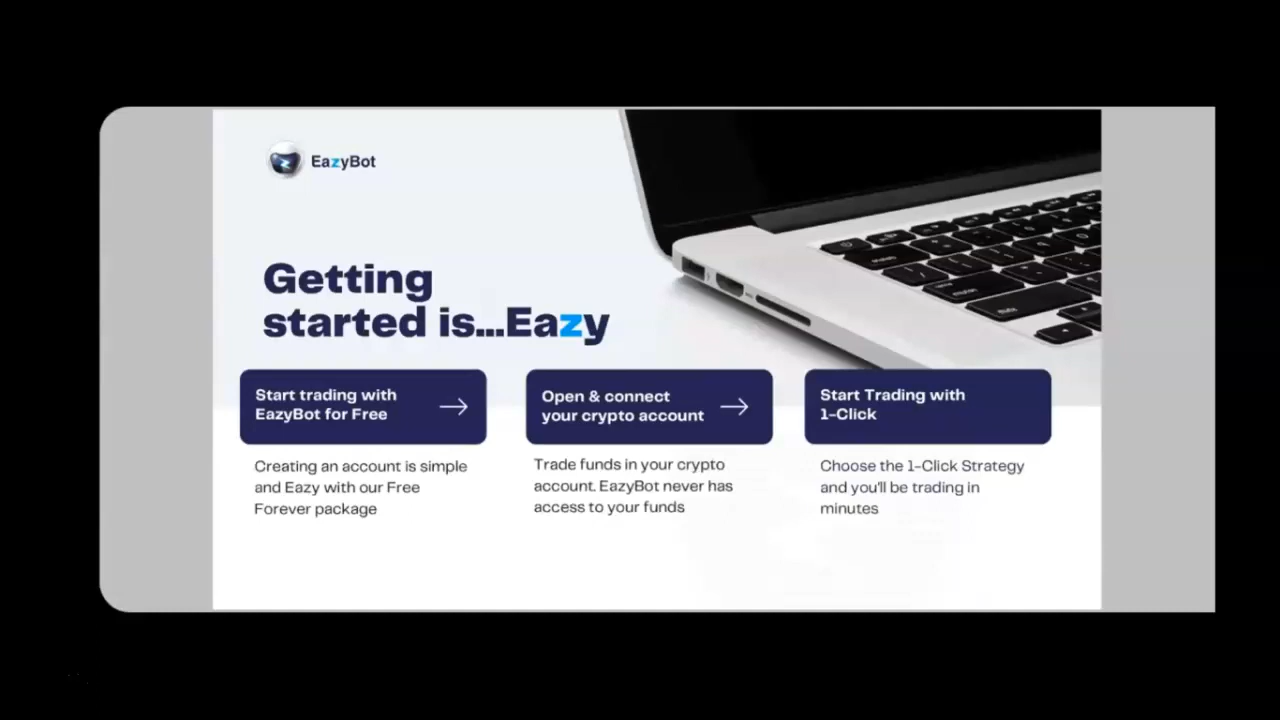 EazyBot
Getting
started is...Eazy
Start trading with
EazyBot for Free
Creating an account is simple
and Eazy with our Free
Forever package
Open & connect
your crypto account
Trade funds in your crypto
account. EazyBot never has
access to your funds
Start Trading with
1-Click
Choose the 1-Click Strategy
and you'll be trading in
minutes